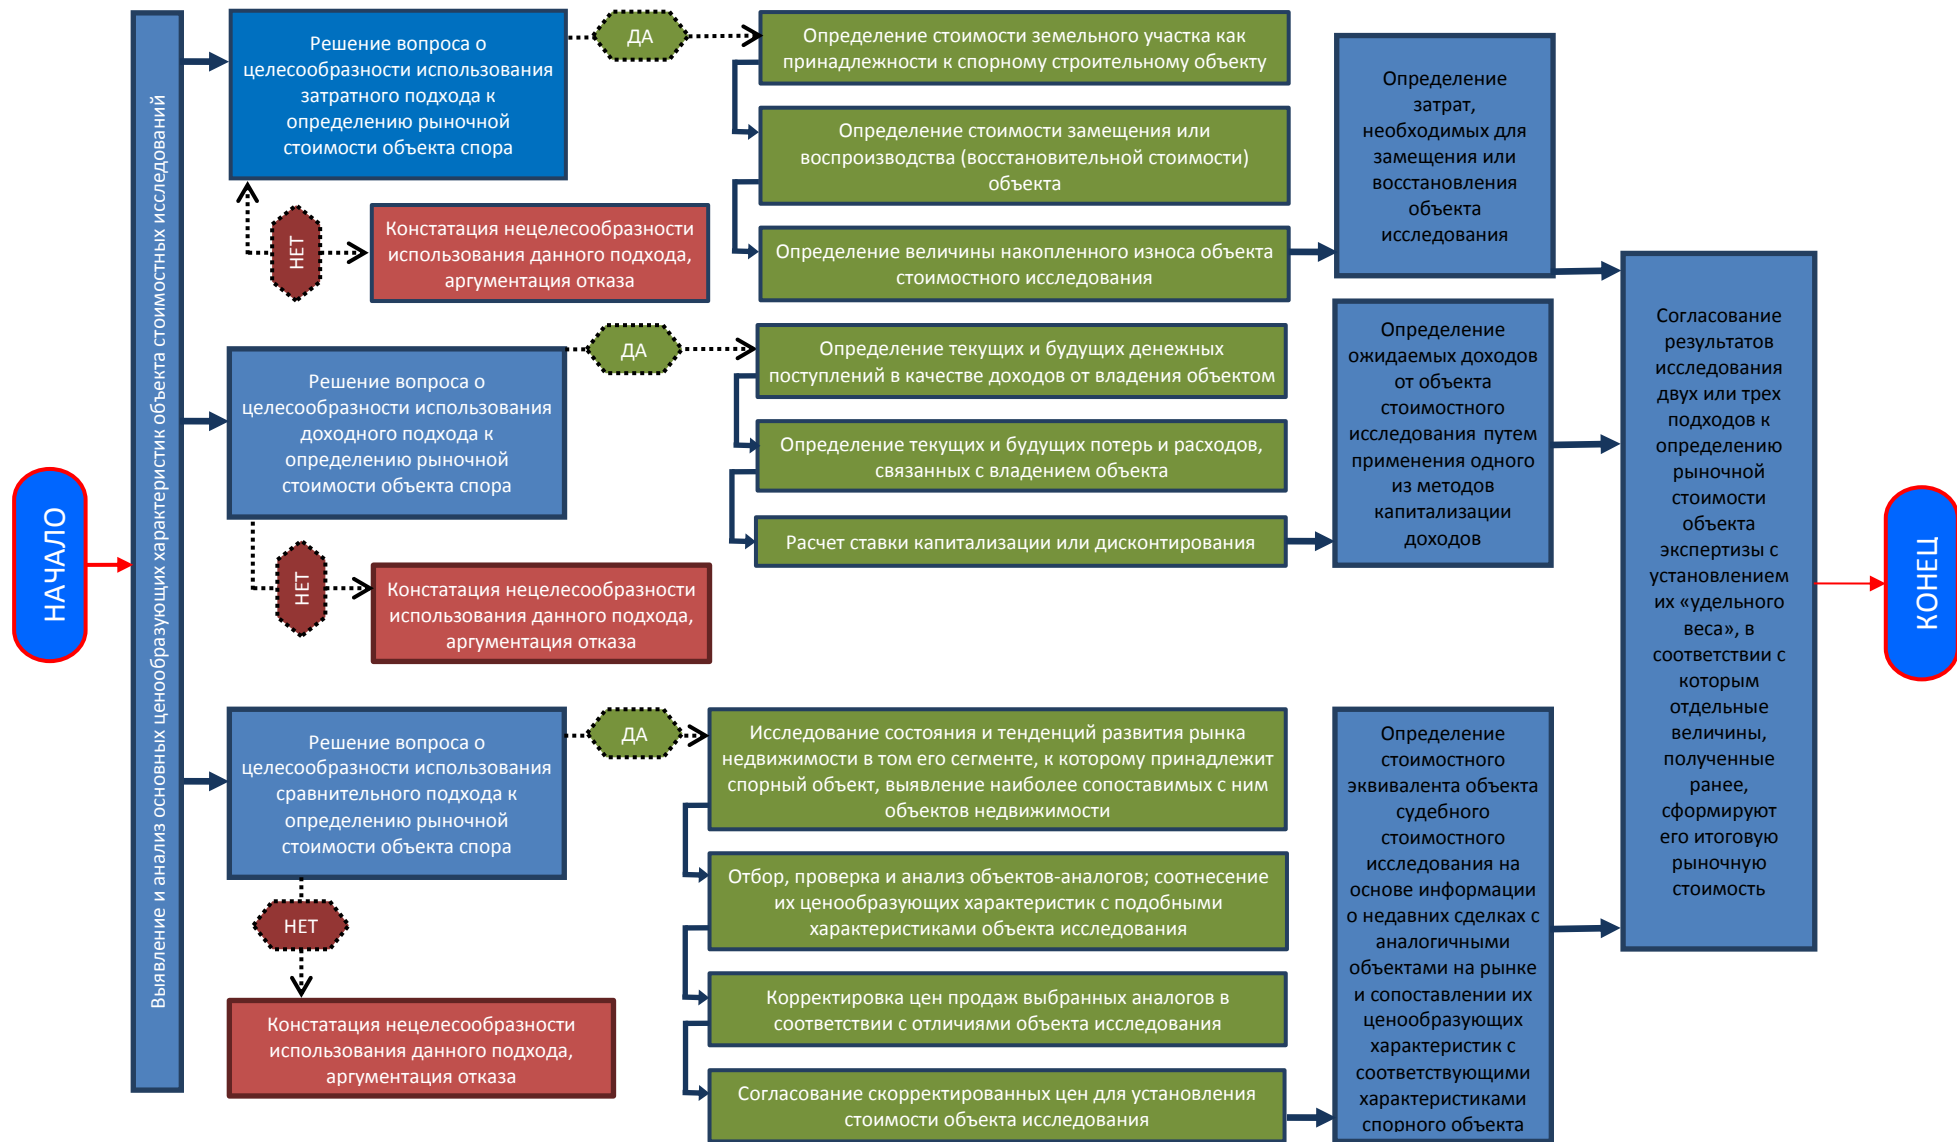 НАЧАЛО
Выявление и анализ основных ценообразующих характеристик объекта стоимостных исследований
Решение вопроса о
целесообразности использования
затратного подхода к
определению рыночной
стоимости объекта спора
ДА
Определение стоимости земельного участка как
принадлежности к спорному строительному объекту
Определение стоимости замещения или
воспроизводства (восстановительной стоимости)
объекта
Определение величины накопленного износа объекта
стоимостного исследования
НЕТ
Констатация нецелесообразности
использования данного подхода,
аргументация отказа
Определение
затрат,
необходимых для
замещения или
восстановления
объекта
исследования
Решение вопроса о
целесообразности использования
доходного подхода к
определению рыночной
стоимости объекта спора
ДА
Определение текущих и будущих денежных
поступлений в качестве доходов от владения объектом
Определение текущих и будущих потерь и расходов,
связанных с владением объекта
Расчет ставки капитализации или дисконтирования
НЕТ
Констатация нецелесообразности
использования данного подхода,
аргументация отказа
Определение
ожидаемых доходов
от объекта
стоимостного
исследования путем
применения одного
из методов
капитализации
доходов
Решение вопроса о
целесообразности использования
сравнительного подхода к
определению рыночной
стоимости объекта спора
ДА
Исследование состояния и тенденций развития рынка
недвижимости в том его сегменте, к которому принадлежит
спорный объект, выявление наиболее сопоставимых с ним
объектов недвижимости
Отбор, проверка и анализ объектов-аналогов; соотнесение
их ценообразующих характеристик с подобными
характеристиками объекта исследования
Корректировка цен продаж выбранных аналогов в
соответствии с отличиями объекта исследования
Согласование скорректированных цен для установления
стоимости объекта исследования
НЕТ
Констатация нецелесообразности
использования данного подхода,
аргументация отказа
Определение
стоимостного
эквивалента объекта
судебного
стоимостного
исследования на
основе информации
о недавних сделках с
аналогичными
объектами на рынке
и сопоставлении их
ценообразующих
характеристик с
соответствующими
характеристиками
спорного объекта
Согласование
результатов
исследования
двух или трех
подходов к
определению
рыночной
стоимости
объекта
экспертизы с
установлением
их «удельного
веса», в
соответствии с
которым
отдельные
величины,
полученные
ранее,
сформируют
его итоговую
рыночную
стоимость
КОНЕЦ